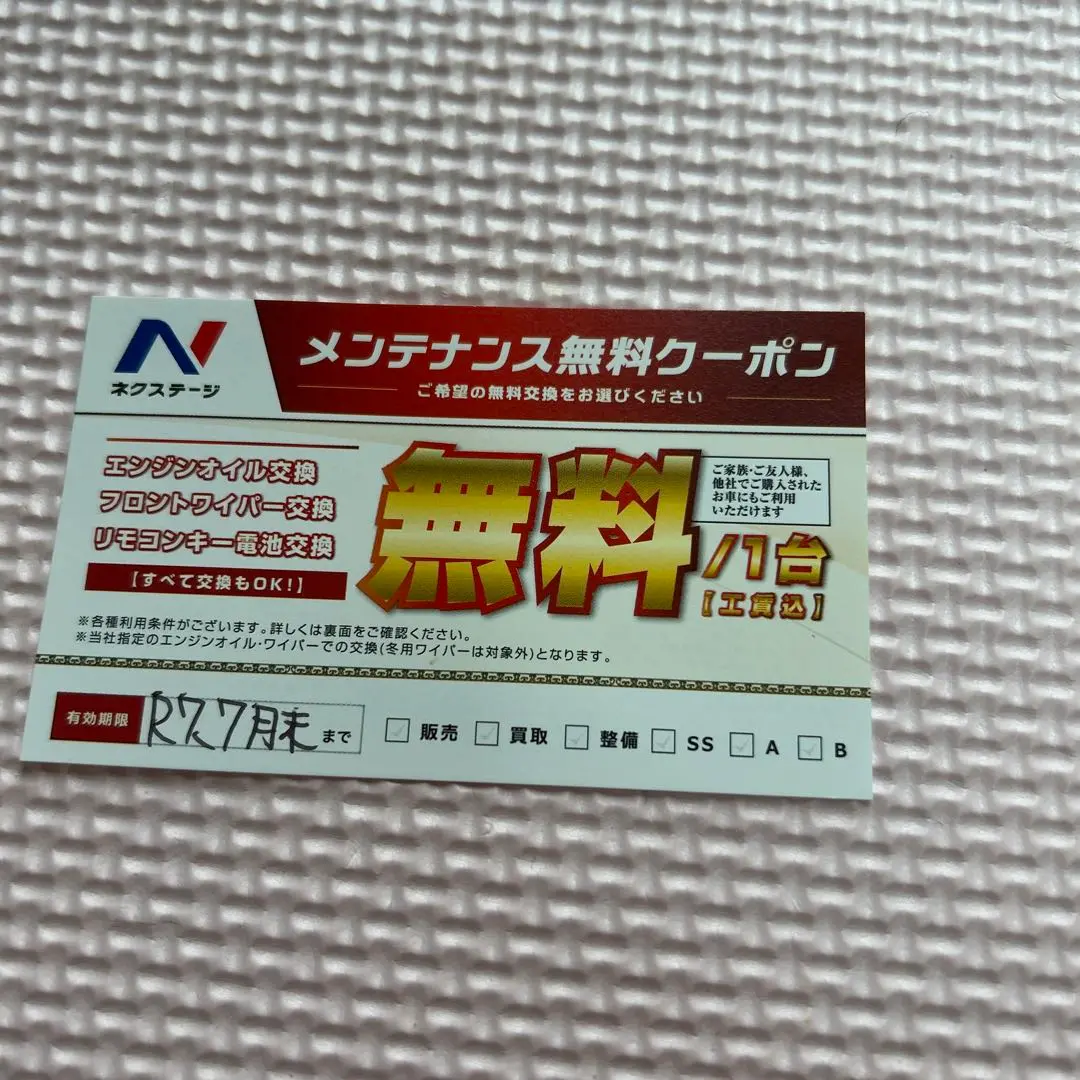 ネクステージ
メンテナンス無料クーポン
ご希望の無料交換をお選びください
エンジンオイル交換
フロントワイパー交換
リモコンキー電池交換
【すべて交換もOK!】
無料/1台
【工賃込】
ご家族・ご友人様、
他社でご購入された
お車にもご利用
いただけます
※各種利用条件がございます。詳しくは裏面をご確認ください。
※当社指定のエンジンオイル・ワイパーでの交換(冬用ワイパーは対象外)となります。
有効期限 R7.7月末 まで 販売 買取 整備 SS A B